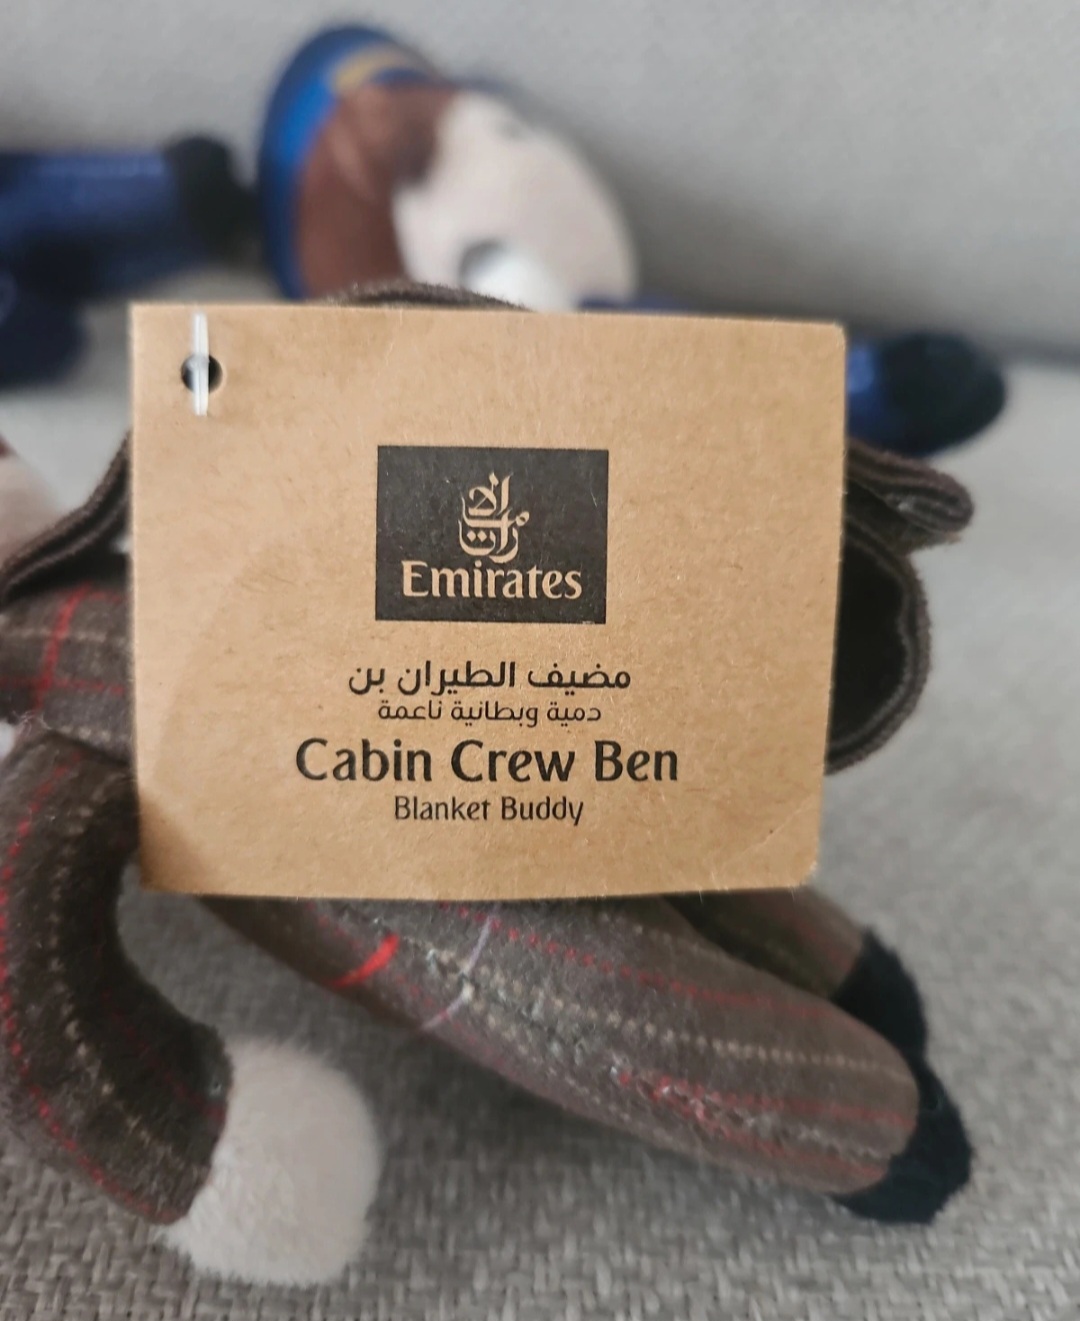 الإمارات
Emirates
مضيف الطيران بن
دمية وبطانية ناعمة
Cabin Crew Ben
Blanket Buddy